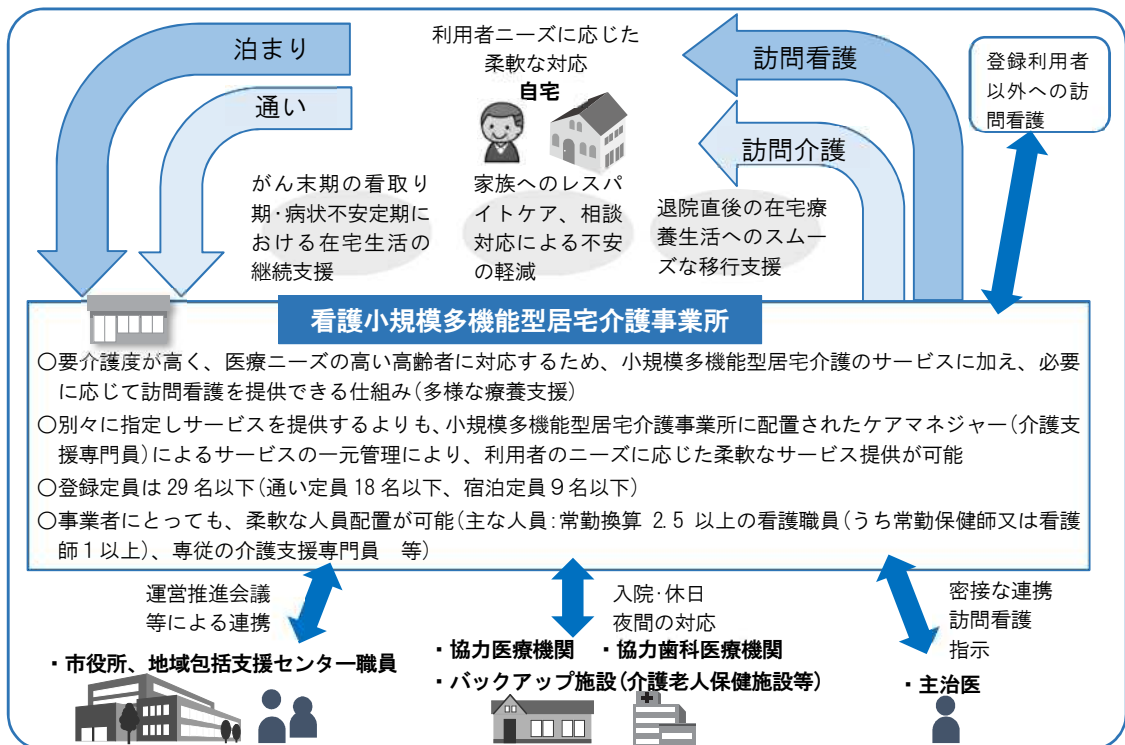 泊まり
通い
利用者ニーズに応じた
柔軟な対応
自宅
訪問看護
訪問介護
登録利用者
以外への訪
問看護
がん末期の看取り
期・病状不安定期に
おける在宅生活の
継続支援
家族へのレスパ
イトケア、相談
対応による不安
の軽減
退院直後の在宅療
養生活へのスムー
ズな移行支援
看護小規模多機能型居宅介護事業所
○要介護度が高く、医療ニーズの高い高齢者に対応するため、小規模多機能型居宅介護のサービスに加え、必要
に応じて訪問看護を提供できる仕組み(多様な療養支援)
○別々に指定しサービスを提供するよりも、小規模多機能型居宅介護事業所に配置されたケアマネジャー(介護支
援専門員)によるサービスの一元管理により、利用者のニーズに応じた柔軟なサービス提供が可能
○登録定員は 29 名以下(通い定員 18 名以下、宿泊定員９名以下)
○事業者にとっても、柔軟な人員配置が可能(主な人員:常勤換算 2.5 以上の看護職員(うち常勤保健師又は看護
師１以上)、専従の介護支援専門員　等)
運営推進会議
等による連携
・市役所、地域包括支援センター職員
入院・休日
夜間の対応
・協力医療機関　・協力歯科医療機関
・バックアップ施設(介護老人保健施設等)
密接な連携
訪問看護
指示
・主治医